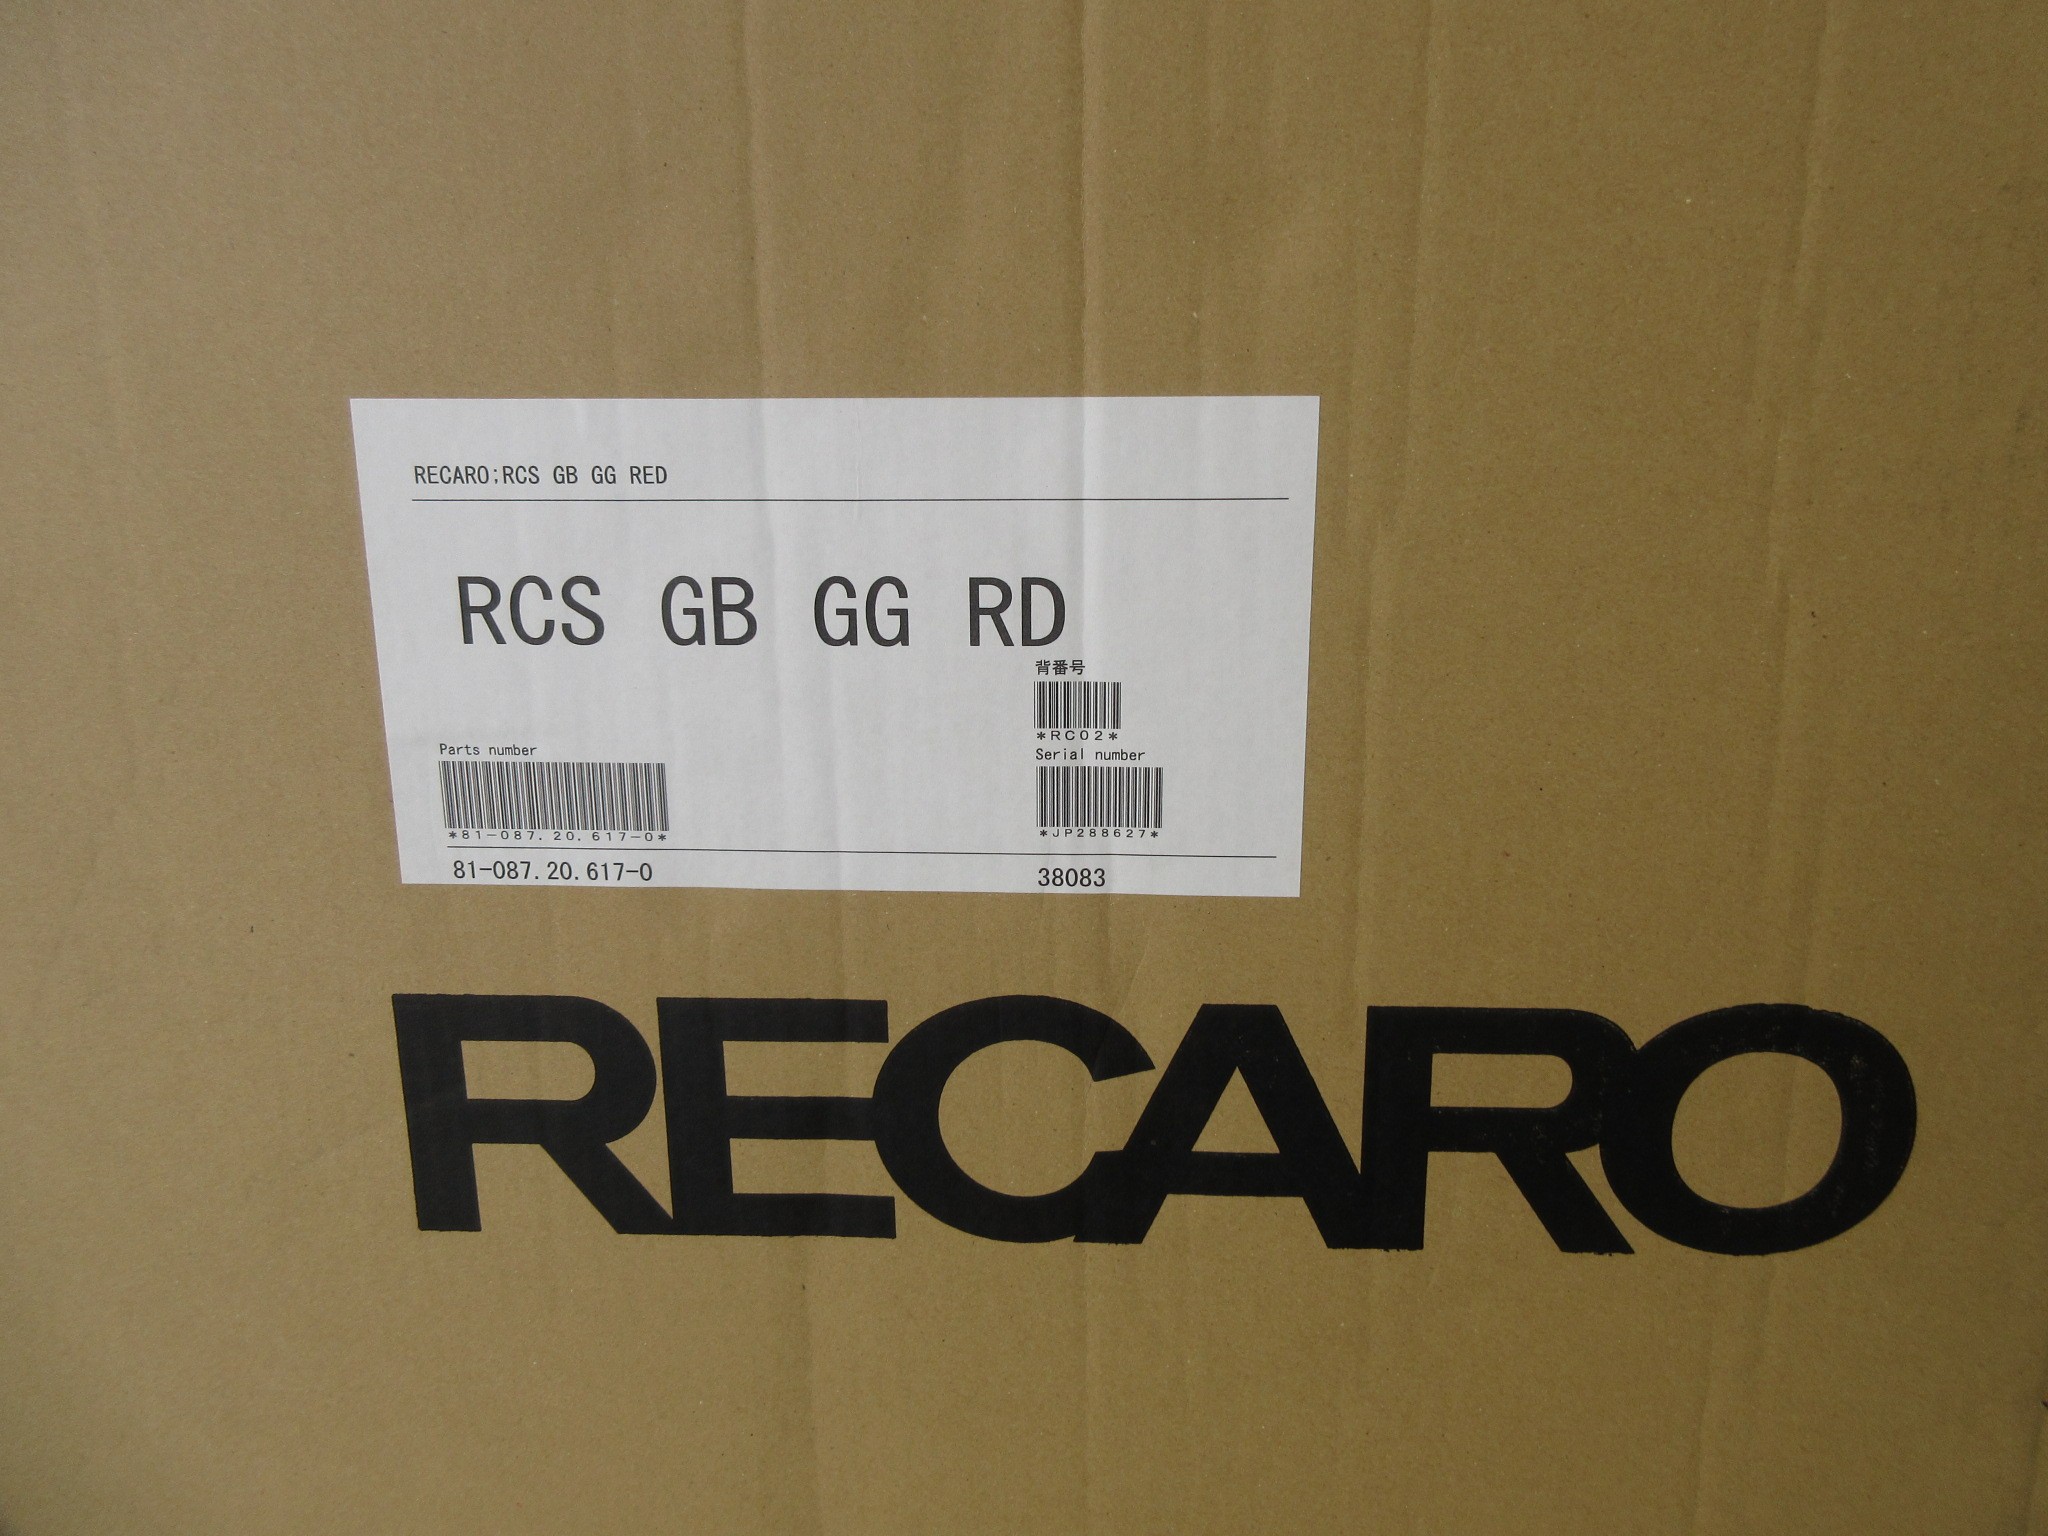 RECARO;RCS GB GG RED
RCS GB GG RD
背番号
*RC02*
Parts number
Serial number
*81-087.20.617-0*
*JP288627*
81-087.20.617-0
38083
RECARO